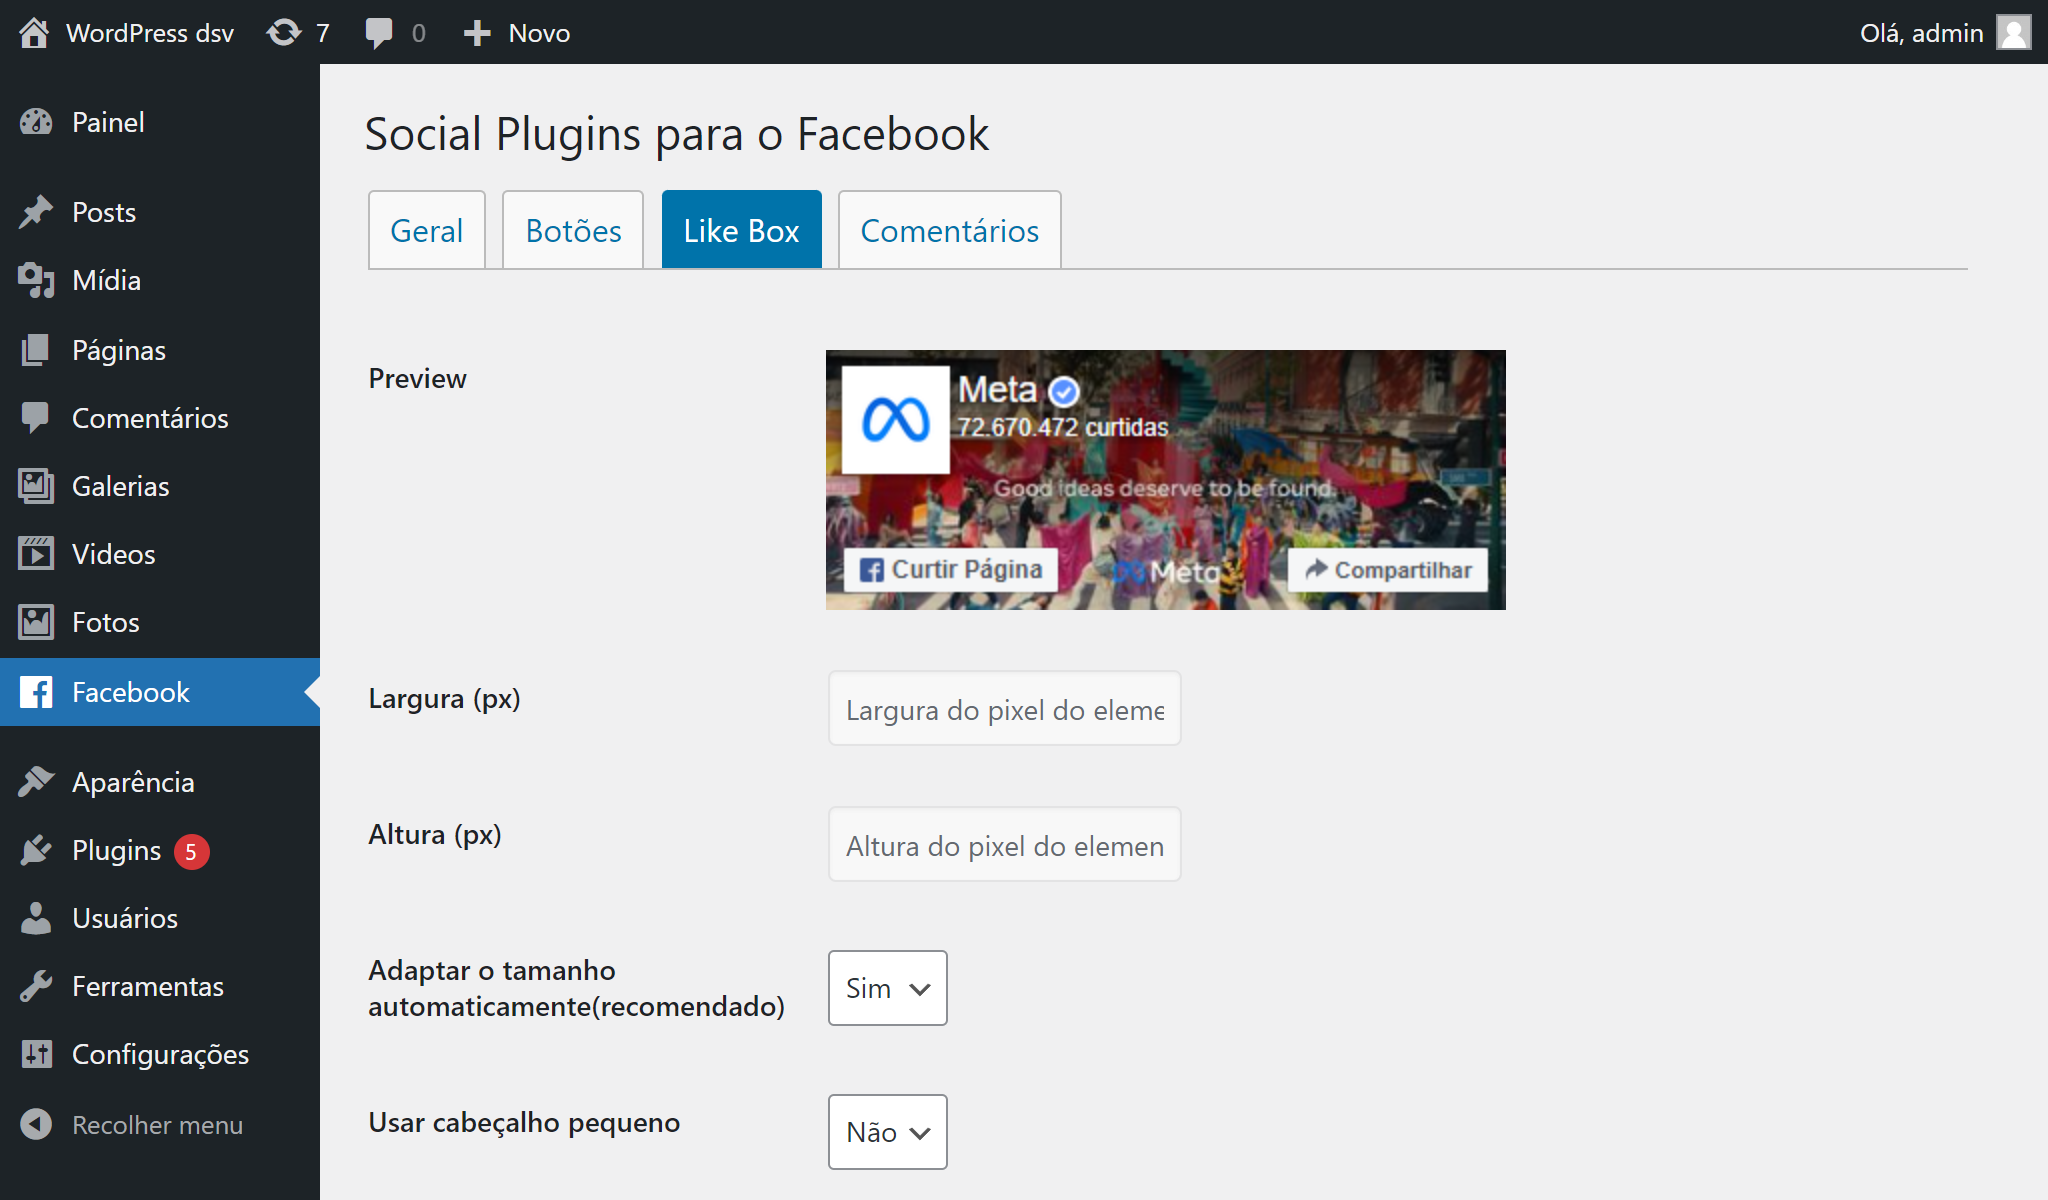 WordPress dsv 7 0 Novo Olá, admin
Painel
Posts
Mídia
Páginas
Comentários
Galerias
Videos
Fotos
Facebook
Aparência
Plugins 5
Usuários
Ferramentas
Configurações
Recolher menu
Social Plugins para o Facebook
Geral Botões Like Box Comentários
Preview
Meta
72.670.472 curtidas
Good ideas deserve to be found.
Curtir Página Meta Compartilhar
Largura (px) Largura do pixel do eleme
Altura (px) Altura do pixel do elemen
Adaptar o tamanho
automaticamente(recomendado) Sim
Usar cabeçalho pequeno Não